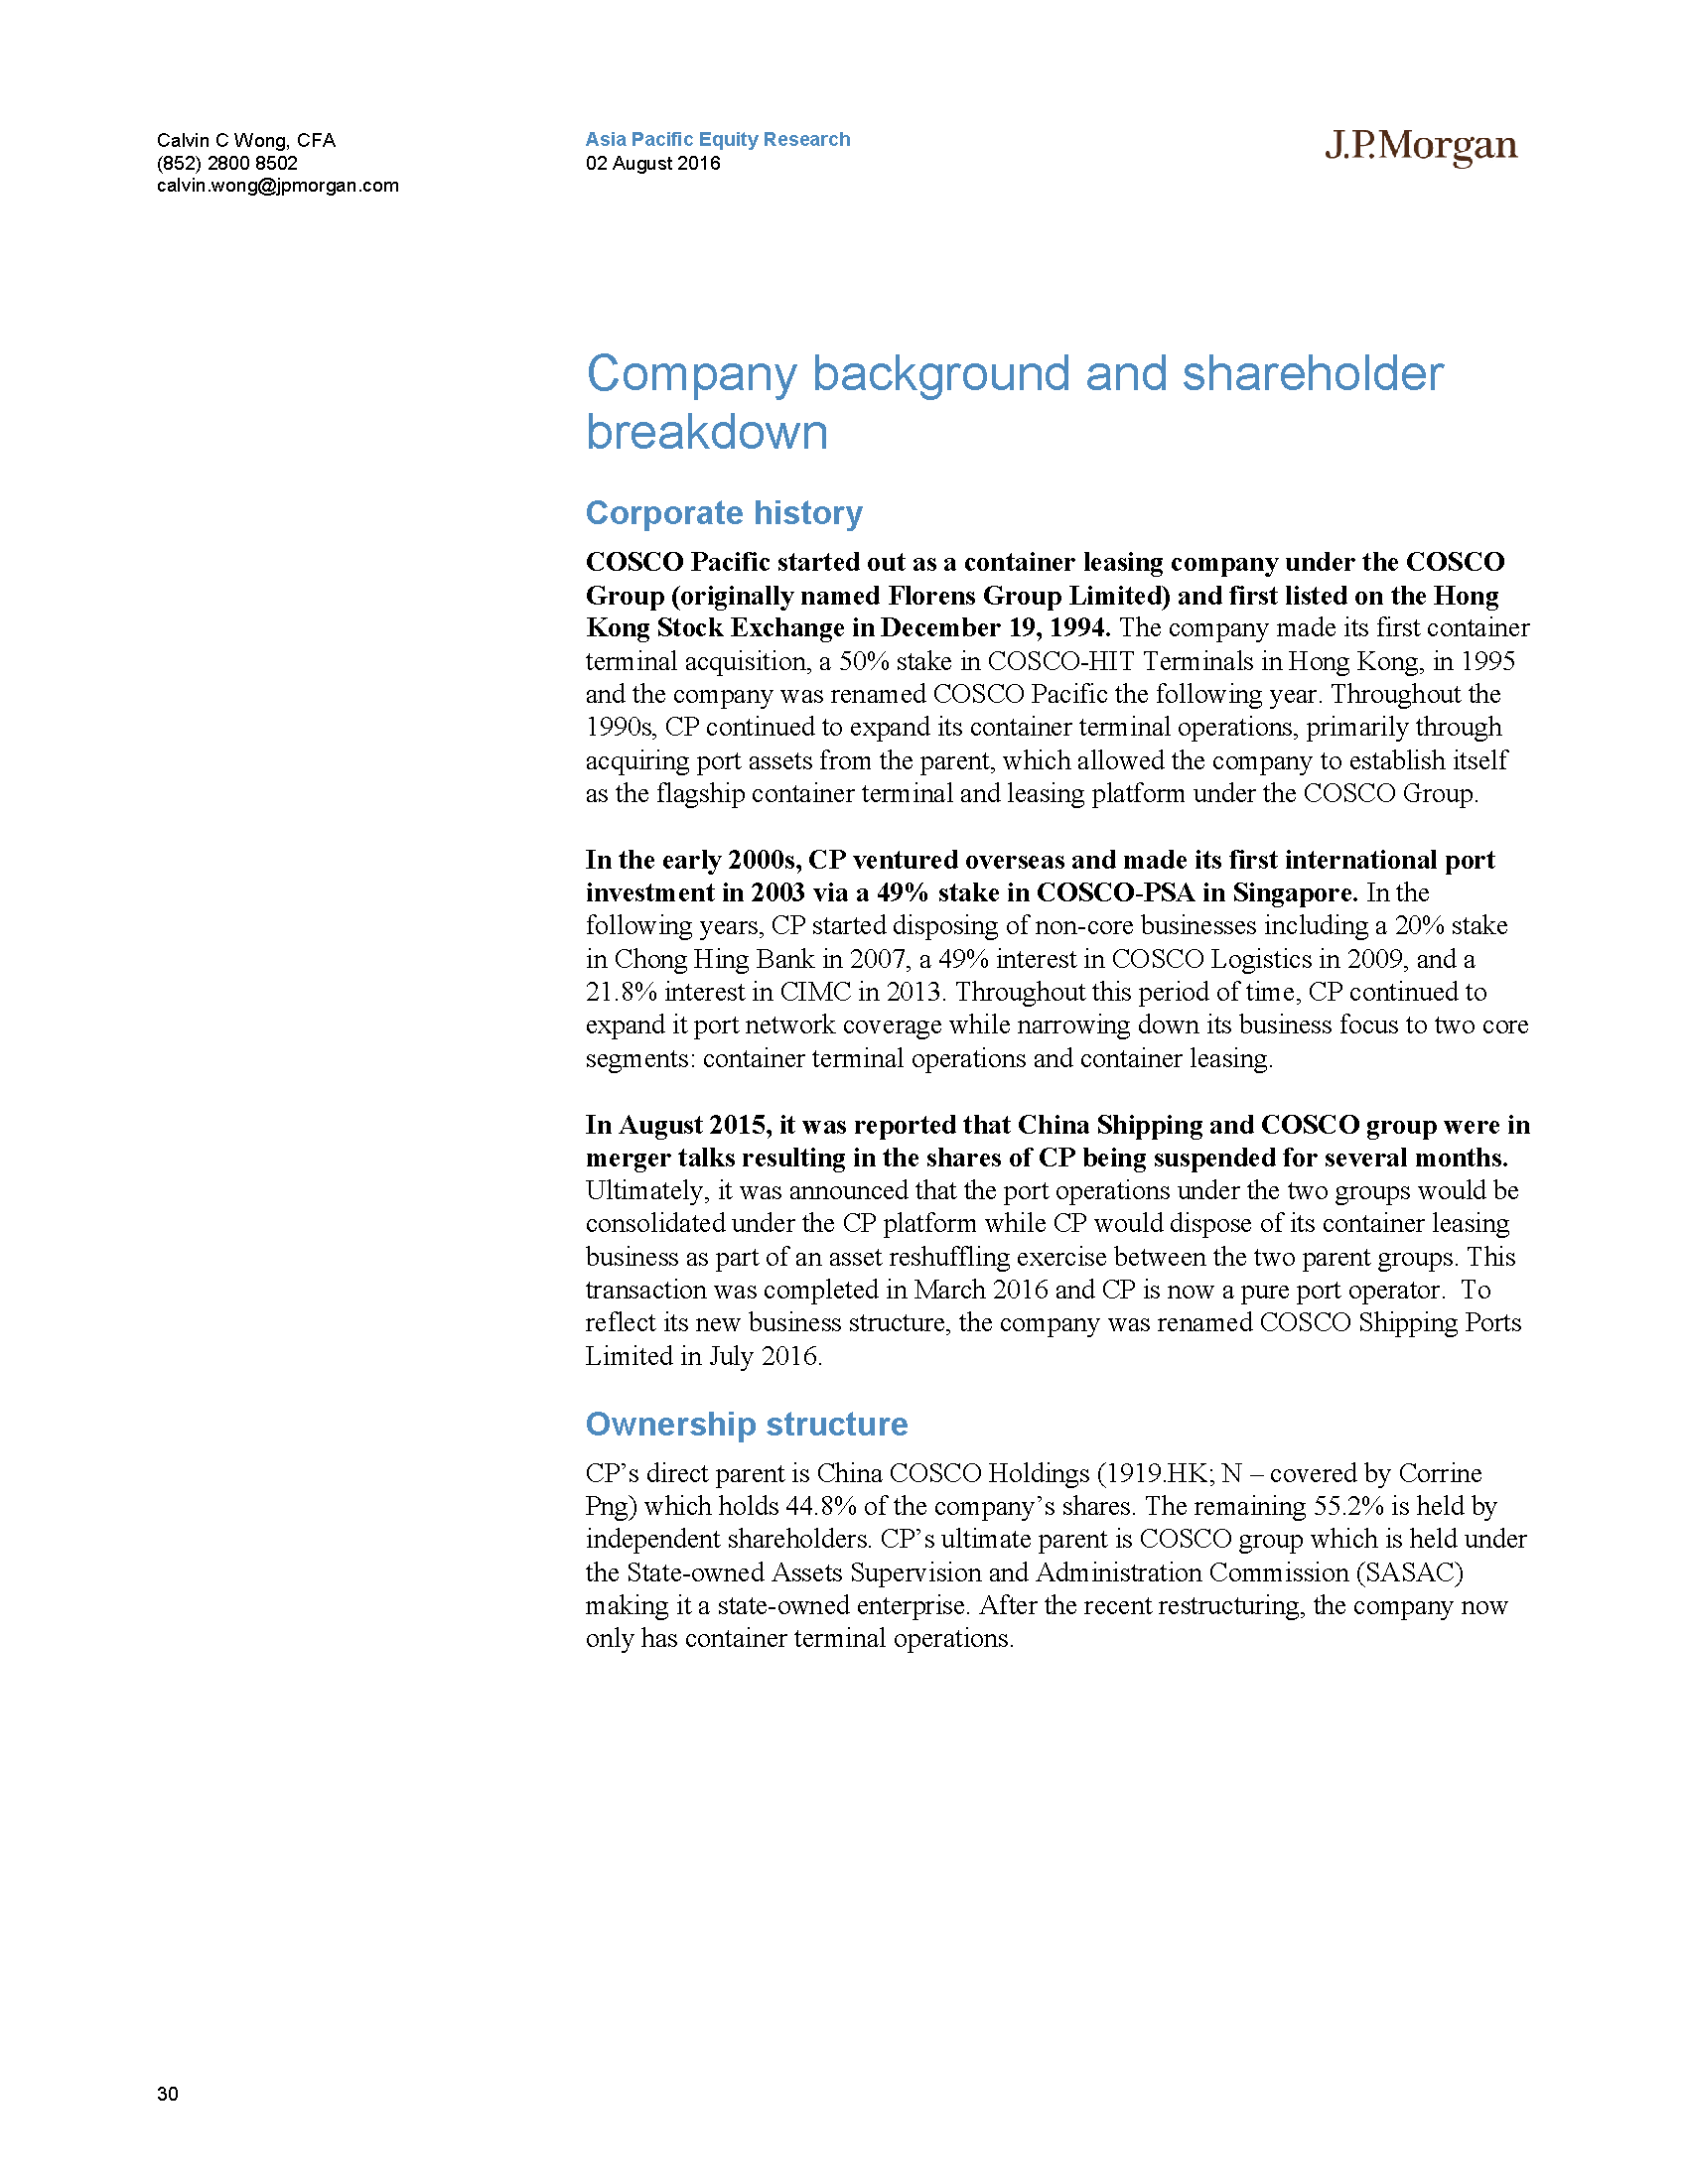 Calvin C Wong, CFA
(852) 2800 8502
calvin.wong@jpmorgan.com
Asia Pacific Equity Research
02 August 2016
J.P.Morgan
Company background and shareholder
breakdown
Corporate history
COSCO Pacific started out as a container leasing company under the COSCO
Group (originally named Florens Group Limited) and first listed on the Hong
Kong Stock Exchange in December 19, 1994. The company made its first container
terminal acquisition, a 50% stake in COSCO-HIT Terminals in Hong Kong, in 1995
and the company was renamed COSCO Pacific the following year. Throughout the
1990s, CP continued to expand its container terminal operations, primarily through
acquiring port assets from the parent, which allowed the company to establish itself
as the flagship container terminal and leasing platform under the COSCO Group.
In the early 2000s, CP ventured overseas and made its first international port
investment in 2003 via a 49% stake in COSCO-PSA in Singapore. In the
following years, CP started disposing of non-core businesses including a 20% stake
in Chong Hing Bank in 2007, a 49% interest in COSCO Logistics in 2009, and a
21.8% interest in CIMC in 2013. Throughout this period of time, CP continued to
expand it port network coverage while narrowing down its business focus to two core
segments: container terminal operations and container leasing.
In August 2015, it was reported that China Shipping and COSCO group were in
merger talks resulting in the shares of CP being suspended for several months.
Ultimately, it was announced that the port operations under the two groups would be
consolidated under the CP platform while CP would dispose of its container leasing
business as part of an asset reshuffling exercise between the two parent groups. This
transaction was completed in March 2016 and CP is now a pure port operator.  To
reflect its new business structure, the company was renamed COSCO Shipping Ports
Limited in July 2016.
Ownership structure
CP’s direct parent is China COSCO Holdings (1919.HK; N – covered by Corrine
Png) which holds 44.8% of the company’s shares. The remaining 55.2% is held by
independent shareholders. CP’s ultimate parent is COSCO group which is held under
the State-owned Assets Supervision and Administration Commission (SASAC)
making it a state-owned enterprise. After the recent restructuring, the company now
only has container terminal operations.
30